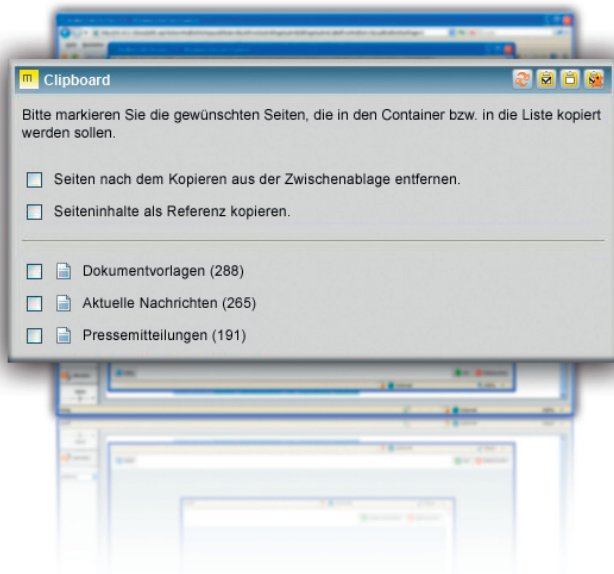 m Clipboard
Bitte markieren Sie die gewünschten Seiten, die in den Container bzw. in die Liste kopiert
werden sollen.
Seiten nach dem Kopieren aus der Zwischenablage entfernen.
Seiteninhalte als Referenz kopieren.
Dokumentvorlagen (288)
Aktuelle Nachrichten (265)
Pressemitteilungen (191)